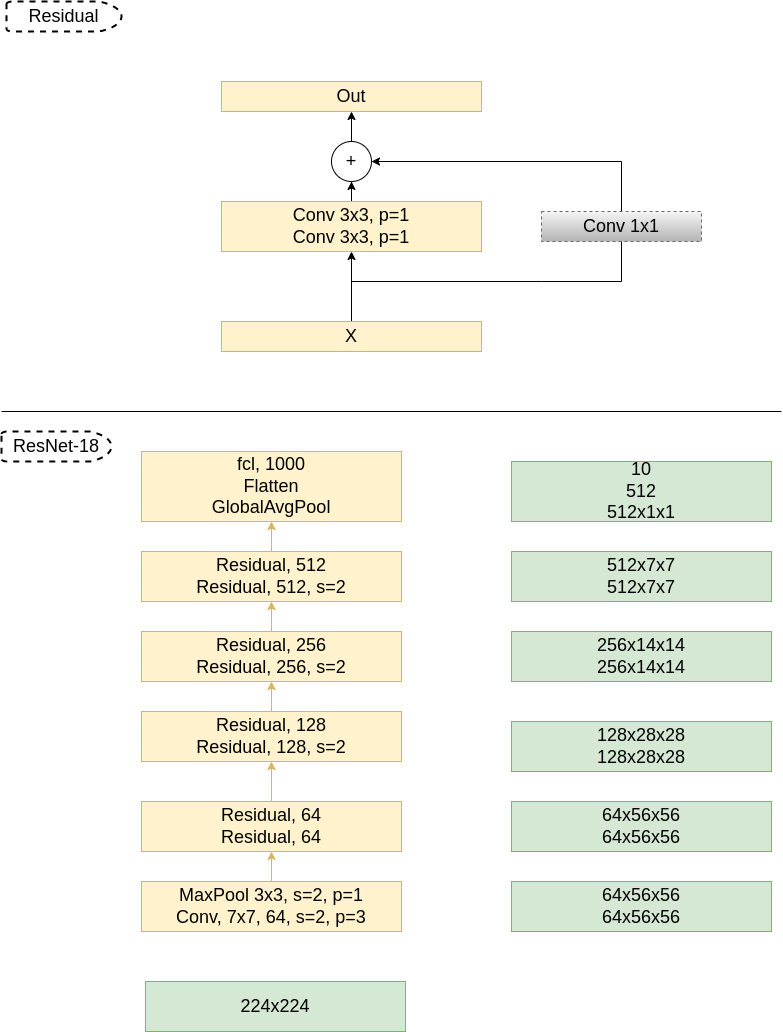 Residual
Out
+
Conv 3x3, p=1
Conv 3x3, p=1
Conv 1x1
X
ResNet-18
fcl, 1000
Flatten
GlobalAvgPool
10
512
512x1x1
Residual, 512
Residual, 512, s=2
512x7x7
512x7x7
Residual, 256
Residual, 256, s=2
256x14x14
256x14x14
Residual, 128
Residual, 128, s=2
128x28x28
128x28x28
Residual, 64
Residual, 64
64x56x56
64x56x56
MaxPool 3x3, s=2, p=1
Conv, 7x7, 64, s=2, p=3
64x56x56
64x56x56
224x224